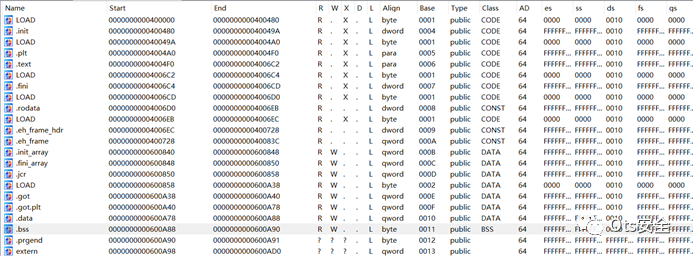 Name Start End R W X D L Align Base Type Class AD es ss ds fs gs
LOAD 0000000000400000 0000000000400480 R . X . L byte 0001 public CODE 64 0000 0000 0010 0000 0000
.init 0000000000400480 000000000040049A R . X . L dword 0004 public CODE 64 FFFFFF... FFFFFF... 0010 FFFFFF... FFFFFF...
LOAD 000000000040049A 00000000004004A0 R . X . L byte 0001 public CODE 64 0000 0000 0010 0000 0000
.plt 00000000004004A0 00000000004004F0 R . X . L para 0005 public CODE 64 FFFFFF... FFFFFF... 0010 FFFFFF... FFFFFF...
.text 00000000004004F0 00000000004006C2 R . X . L para 0006 public CODE 64 FFFFFF... FFFFFF... 0010 FFFFFF... FFFFFF...
LOAD 00000000004006C2 00000000004006C4 R . X . L byte 0001 public CODE 64 0000 0000 0010 0000 0000
.fini 00000000004006C4 00000000004006CD R . X . L dword 0007 public CODE 64 FFFFFF... FFFFFF... 0010 FFFFFF... FFFFFF...
LOAD 00000000004006CD 00000000004006D0 R . X . L byte 0001 public CODE 64 0000 0000 0010 0000 0000
.rodata 00000000004006D0 00000000004006EB R . . . L dword 0008 public CONST 64 FFFFFF... FFFFFF... 0010 FFFFFF... FFFFFF...
LOAD 00000000004006EB 00000000004006EC R . X . L byte 0001 public CODE 64 0000 0000 0010 0000 0000
.eh_frame_hdr 00000000004006EC 0000000000400728 R . . . L dword 0009 public CONST 64 FFFFFF... FFFFFF... 0010 FFFFFF... FFFFFF...
.eh_frame 0000000000400728 000000000040083C R . . . L qword 000A public CONST 64 FFFFFF... FFFFFF... 0010 FFFFFF... FFFFFF...
.init_array 0000000000600840 0000000000600848 R W . . L qword 000B public DATA 64 FFFFFF... FFFFFF... 0010 FFFFFF... FFFFFF...
.fini_array 0000000000600848 0000000000600850 R W . . L qword 000C public DATA 64 FFFFFF... FFFFFF... 0010 FFFFFF... FFFFFF...
.jcr 0000000000600850 0000000000600858 R W . . L qword 000D public DATA 64 FFFFFF... FFFFFF... 0010 FFFFFF... FFFFFF...
LOAD 0000000000600858 0000000000600A38 R W . . L byte 0002 public DATA 64 0000 0000 0010 0000 0000
.got 0000000000600A38 0000000000600A40 R W . . L qword 000E public DATA 64 FFFFFF... FFFFFF... 0010 FFFFFF... FFFFFF...
.got.plt 0000000000600A40 0000000000600A78 R W . . L qword 000F public DATA 64 FFFFFF... FFFFFF... 0010 FFFFFF... FFFFFF...
.data 0000000000600A78 0000000000600A88 R W . . L qword 0010 public DATA 64 FFFFFF... FFFFFF... 0010
.bss 0000000000600A88 0000000000600A90 R W . . L byte 0011 public BSS 64 Ots安全
.prgend 0000000000600A90 0000000000600A91 ? ? ? . L byte 0012 public 64 FFFFFF... FFFFFF... FFFFFF... FFFFFF... FFFFFF...
extern 0000000000600A98 0000000000600AD0 ? ? ? . L qword 0013 public 64 FFFFFF... FFFFFF... FFFFFF... FFFFFF... FFFFFF...